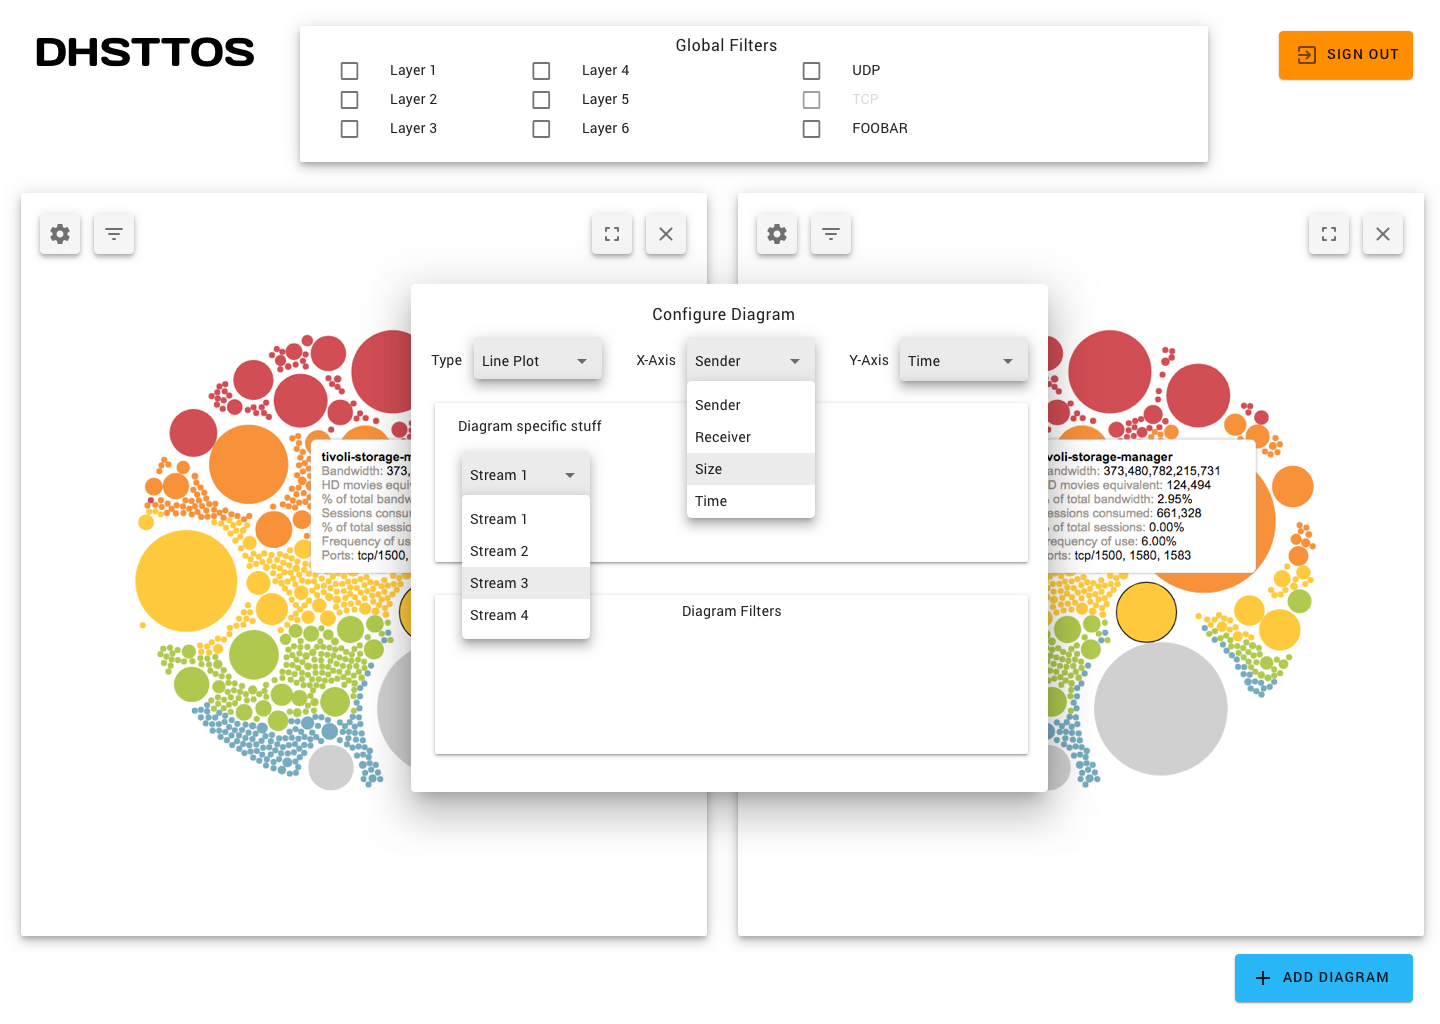 DHSTTOS
Global Filters
SIGN OUT
Layer 1
Layer 4
UDP
Layer 2
Layer 5
TCP
Layer 3
Layer 6
FOOBAR
Configure Diagram
Type
Line Plot
X-Axis
Sender
Y-Axis
Time
Sender
Receiver
Size
Time
Diagram specific stuff
Stream 1
Stream 1
Stream 2
Stream 3
Stream 4
Diagram Filters
tivoli-storage-m
Bandwidth: 373,
HD movies equiv
% of total bandw
Sessions consum
% of total sessio
Frequency of us
Ports: tcp/1500,
voli-storage-manager
andwidth: 373,480,782,215,731
D movies equivalent: 124,494
of total bandwidth: 2.95%
essions consumed: 661,328
of total sessions: 0.00%
requency of use: 6.00%
orts: tcp/1500, 1580, 1583
ADD DIAGRAM